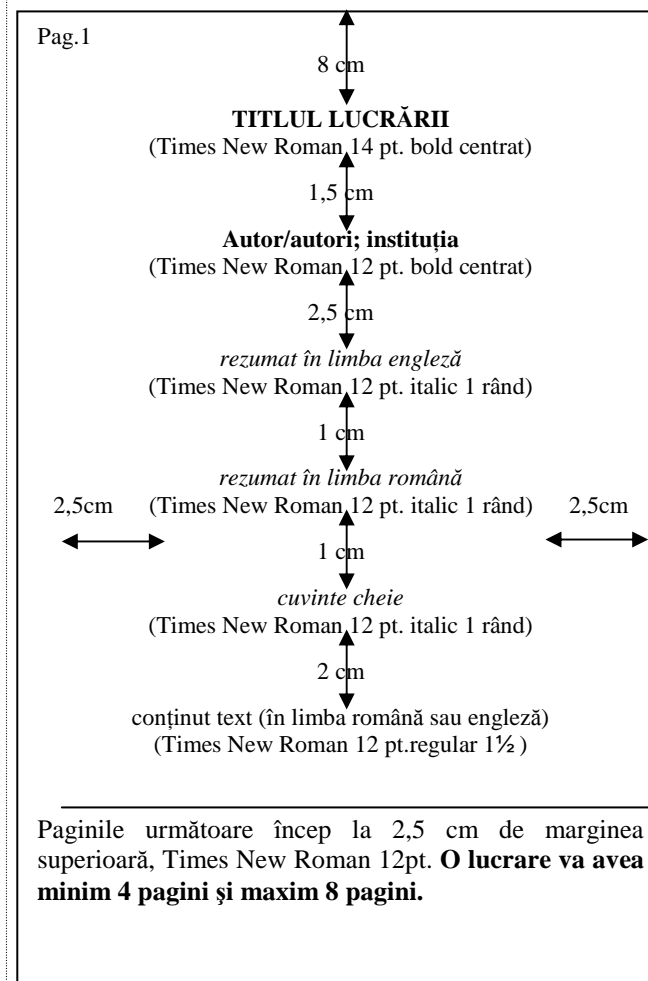 Pag.1
8 cm
TITLUL LUCRĂRII
(Times New Roman 14 pt. bold centrat)
1,5 cm
Autor/autori; instituția
(Times New Roman 12 pt. bold centrat)
2,5 cm
rezumat în limba engleză
(Times New Roman 12 pt. italic 1 rând)
1 cm
rezumat în limba română
2,5cm (Times New Roman 12 pt. italic 1 rând) 2,5cm
1 cm
cuvinte cheie
(Times New Roman 12 pt. italic 1 rând)
2 cm
conținut text (în limba română sau engleză)
(Times New Roman 12 pt.regular 1½ )
Paginile următoare încep la 2,5 cm de marginea
superioară, Times New Roman 12pt. O lucrare va avea
minim 4 pagini şi maxim 8 pagini.